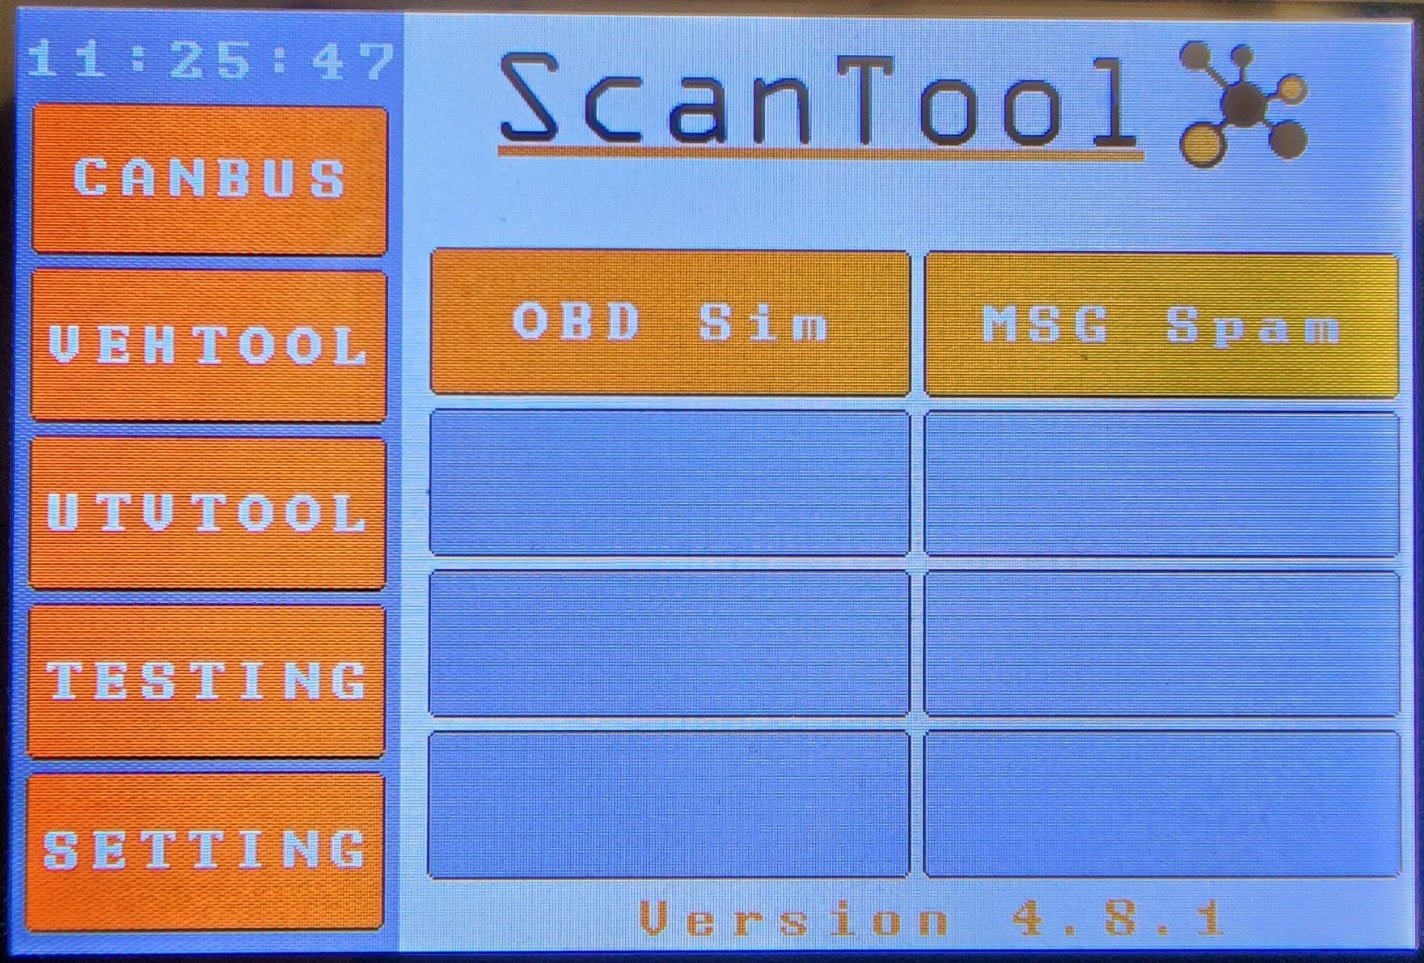 11:25:47
ScanTool
CANBUS
OBD Sim
MSG Spam
VEHTOOL
UTVTOOL
TESTING
SETTING
Version 4.8.1